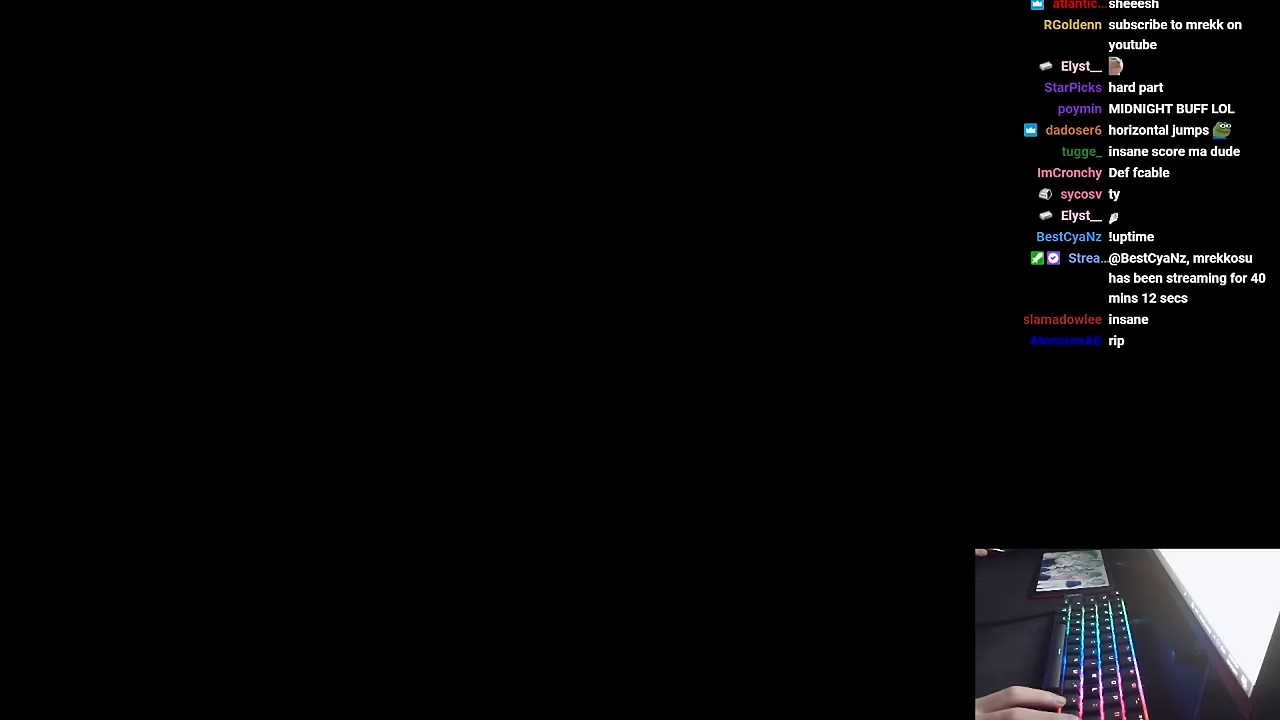 atlantic... sheeesh
RGoldenn subscribe to mrekk on
youtube
Elyst__
StarPicks hard part
poymin MIDNIGHT BUFF LOL
dadoser6 horizontal jumps
tugge_ insane score ma dude
ImCronchy Def fcable
sycosv ty
Elyst__
BestCyaNz !uptime
Strea... @BestCyaNz, mrekkosu
has been streaming for 40
mins 12 secs
slamadowlee insane
rip